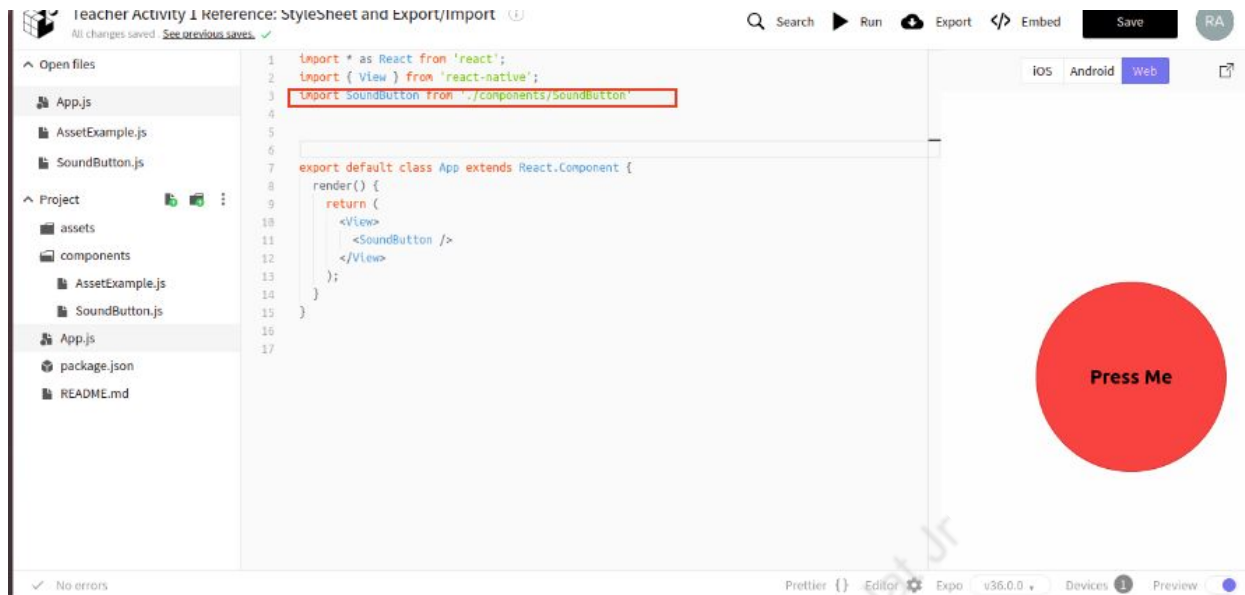 Teacher Activity 1 Reference: StyleSheet and Export/Import
All changes saved. See previous saves.
Search Run Export Embed Save RA
Open files
App.js
AssetExample.js
SoundButton.js
Project
assets
components
AssetExample.js
SoundButton.js
App.js
package.json
README.md
1 import * as React from 'react';
2 import { View } from 'react-native';
3 import SoundButton from './components/SoundButton'
4
5
6
7 export default class App extends React.Component {
8 render() {
9 return (
10 <View>
11 <SoundButton />
12 </View>
13 );
14 }
15 }
16
17
iOS Android Web
Press Me
No errors
Prettier {} Editor Expo v36.0.0 Devices 1 Preview